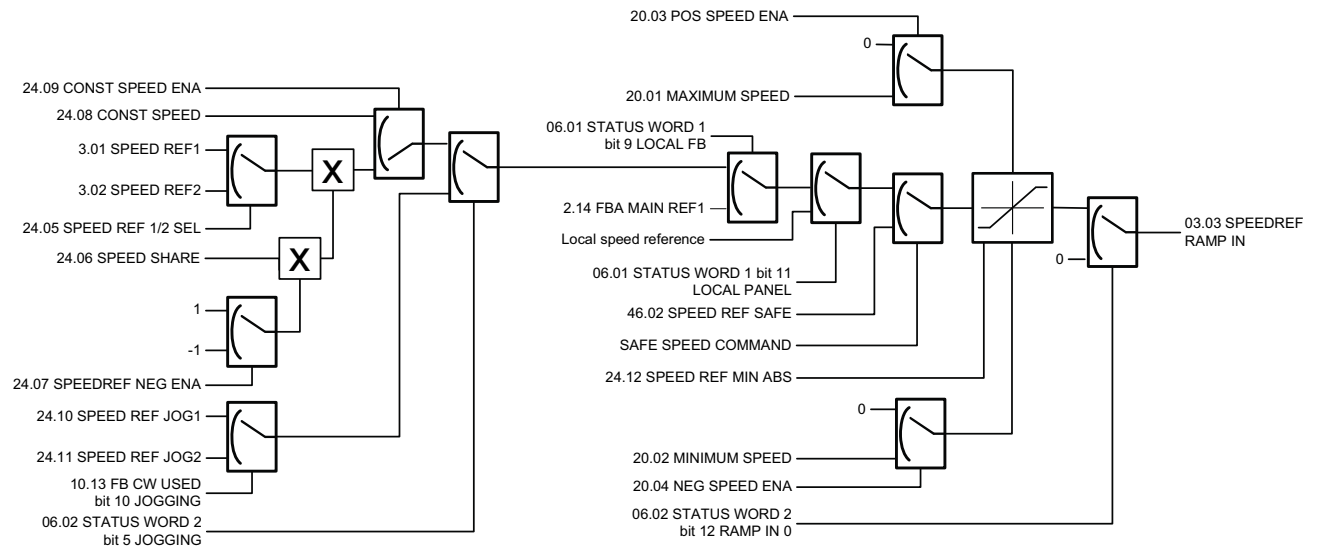 20.03 POS SPEED ENA
0
24.09 CONST SPEED ENA
24.08 CONST SPEED
20.01 MAXIMUM SPEED
3.01 SPEED REF1
06.01 STATUS WORD 1
bit 9 LOCAL FB
X
3.02 SPEED REF2
2.14 FBA MAIN REF1
24.05 SPEED REF 1/2 SEL
Local speed reference
03.03 SPEEDREF
RAMP IN
24.06 SPEED SHARE
X
0
06.01 STATUS WORD 1 bit 11
LOCAL PANEL
1
46.02 SPEED REF SAFE
-1
SAFE SPEED COMMAND
24.07 SPEEDREF NEG ENA
24.12 SPEED REF MIN ABS
24.10 SPEED REF JOG1
0
24.11 SPEED REF JOG2
20.02 MINIMUM SPEED
10.13 FB CW USED
bit 10 JOGGING
20.04 NEG SPEED ENA
06.02 STATUS WORD 2
bit 5 JOGGING
06.02 STATUS WORD 2
bit 12 RAMP IN 0